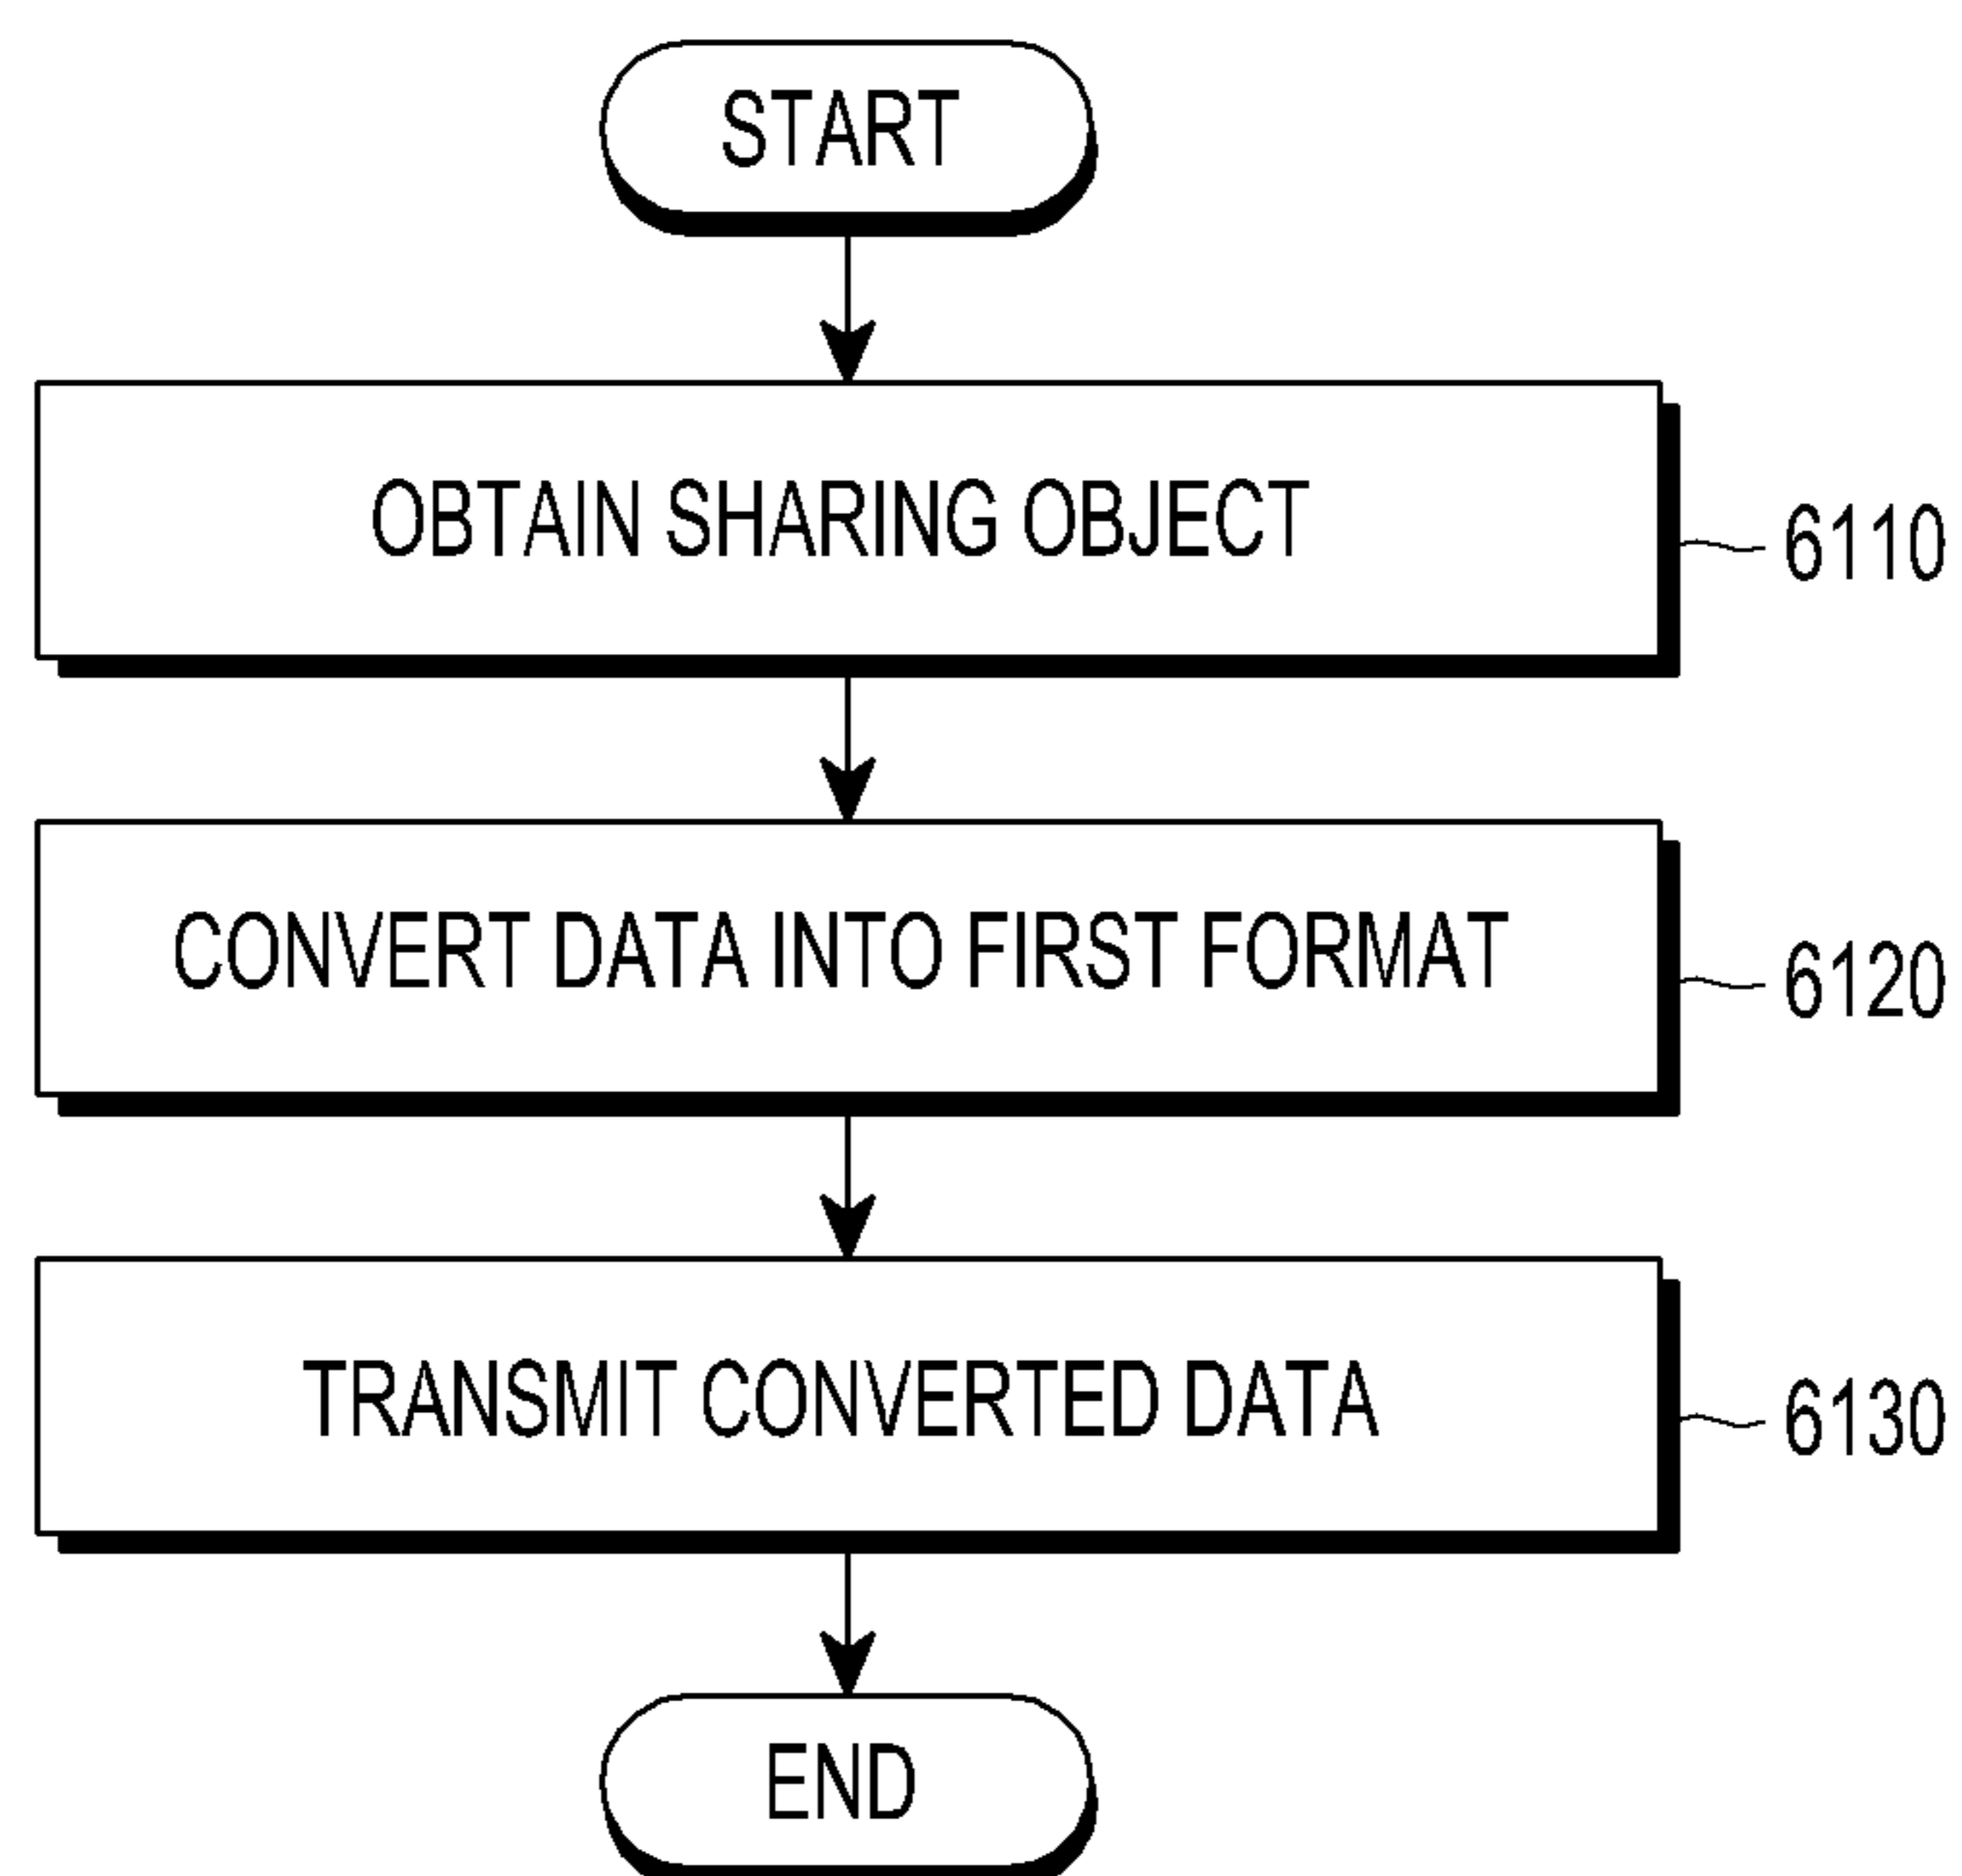 START
OBTAIN SHARING OBJECT
6110
CONVERT DATA INTO FIRST FORMAT
6120
TRANSMIT CONVERTED DATA
6130
END